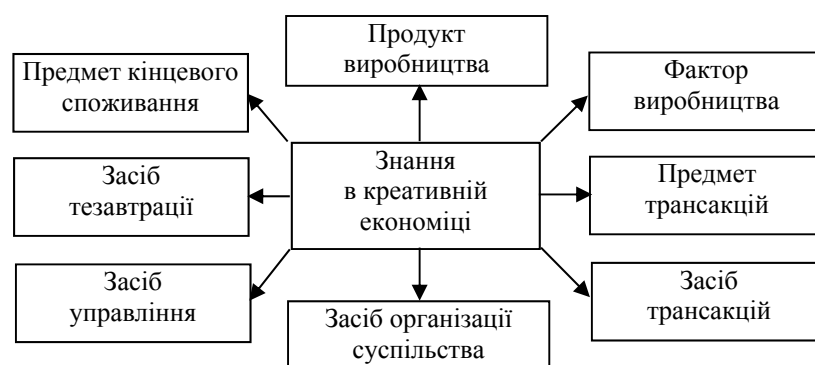 Продукт
виробництва
Предмет кінцевого
споживання
Фактор
виробництва
Знання
в креативній
економіці
Засіб
тезавтрації
Предмет
трансакцій
Засіб
управління
Засіб організації
суспільства
Засіб
трансакцій